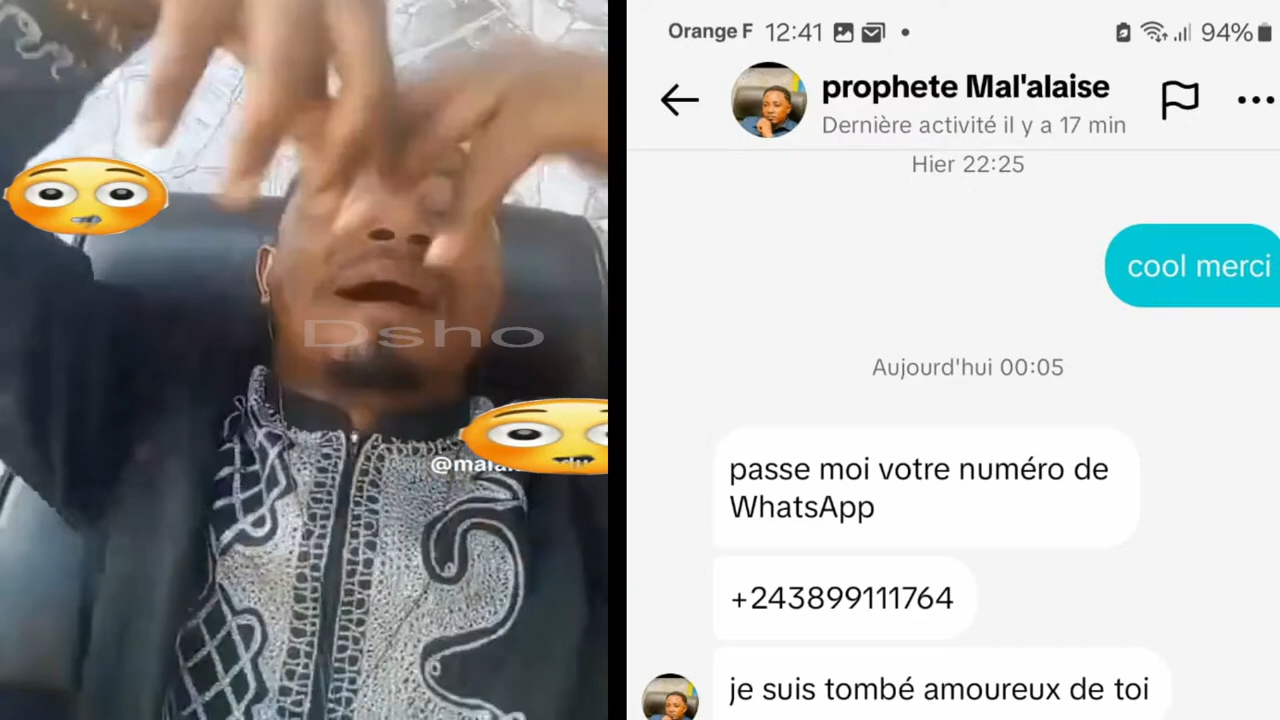 Dsho
Orange F 12:41 94%
prophete Mal'alaise
Dernière activité il y a 17 min
Hier 22:25
cool merci
Aujourd'hui 00:05
passe moi votre numéro de
WhatsApp
+243899111764
je suis tombé amoureux de toi